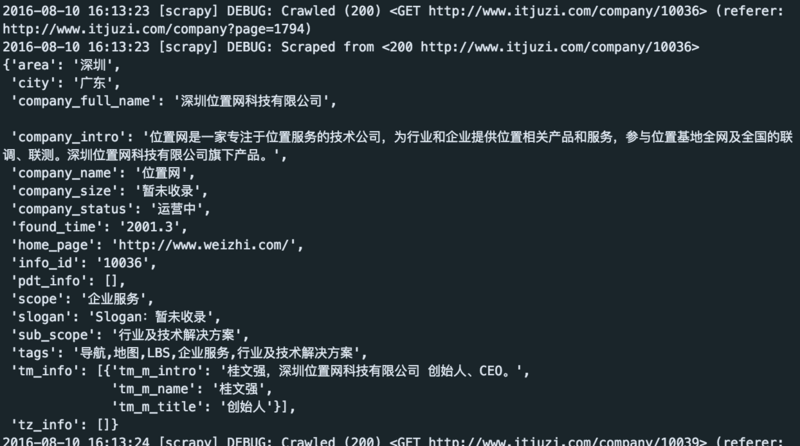 2016-08-10 16:13:23 [scrapy] DEBUG: Crawled (200) <GET http://www.itjuzi.com/company/10036> (referer:
http://www.itjuzi.com/company?page=1794)
2016-08-10 16:13:23 [scrapy] DEBUG: Scraped from <200 http://www.itjuzi.com/company/10036>
{'area': '深圳',
'city': '广东',
'company_full_name': '深圳位置网科技有限公司',
'company_intro': '位置网是一家专注于位置服务的技术公司，为行业和企业提供位置相关产品和服务，参与位置基地全网及全国的联
调、联测。深圳位置网科技有限公司旗下产品。',
'company_name': '位置网',
'company_size': '暂未收录',
'company_status': '运营中',
'found_time': '2001.3',
'home_page': 'http://www.weizhi.com/',
'info_id': '10036',
'pdt_info': [],
'scope': '企业服务',
'slogan': 'Slogan：暂未收录',
'sub_scope': '行业及技术解决方案',
'tags': '导航,地图,LBS,企业服务,行业及技术解决方案',
'tm_info': [{'tm_m_intro': '桂文强，深圳位置网科技有限公司 创始人、CEO。',
'tm_m_name': '桂文强',
'tm_m_title': '创始人'}],
'tz_info': []}
2016-08-10 16:13:24 [scrapy] DEBUG: Crawled (200) <GET http://www.itjuzi.com/company/10039> (referer: